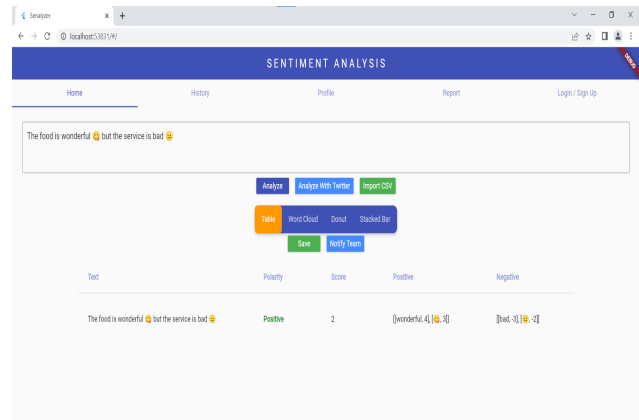 Senalyzer
localhost:53831/#/
SENTIMENT ANALYSIS
DEBUG
Home History Profile Report Login / Sign Up
The food is wonderful 😋 but the service is bad 😐
Analyze Analyze With Twitter Import CSV
Table Word Cloud Donut Stacked Bar
Save Notify Team
Text Polarity Score Positive Negative
The food is wonderful 😋 but the service is bad 😐 Positive 2 [[wonderful, 4], [😋, 3]] [[bad, -3], [😐, -2]]